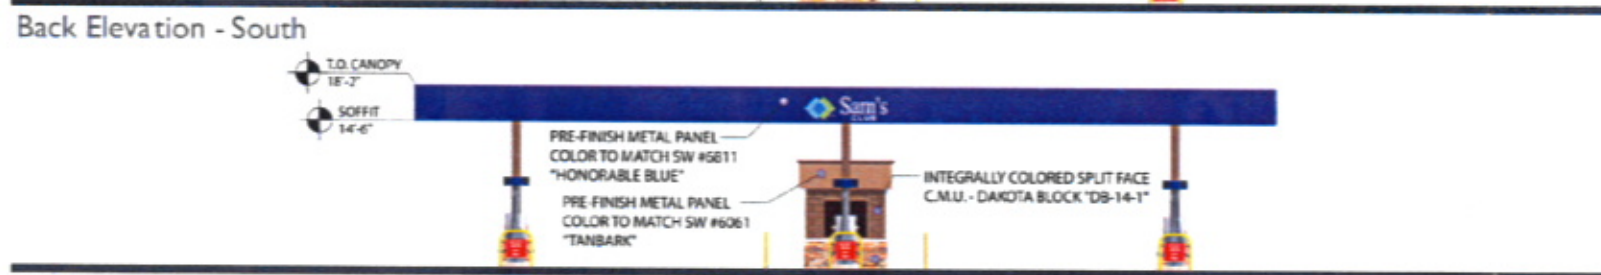 Back Elevation - South
T.O. CANOPY
18'-2"
SOFFIT
14'-6"
Sam's
CLUB
PRE-FINISH METAL PANEL
COLOR TO MATCH SW #6811
"HONORABLE BLUE"
PRE-FINISH METAL PANEL
COLOR TO MATCH SW #6061
"TANBARK"
INTEGRALLY COLORED SPLIT FACE
C.M.U. - DAKOTA BLOCK "DB-14-1"